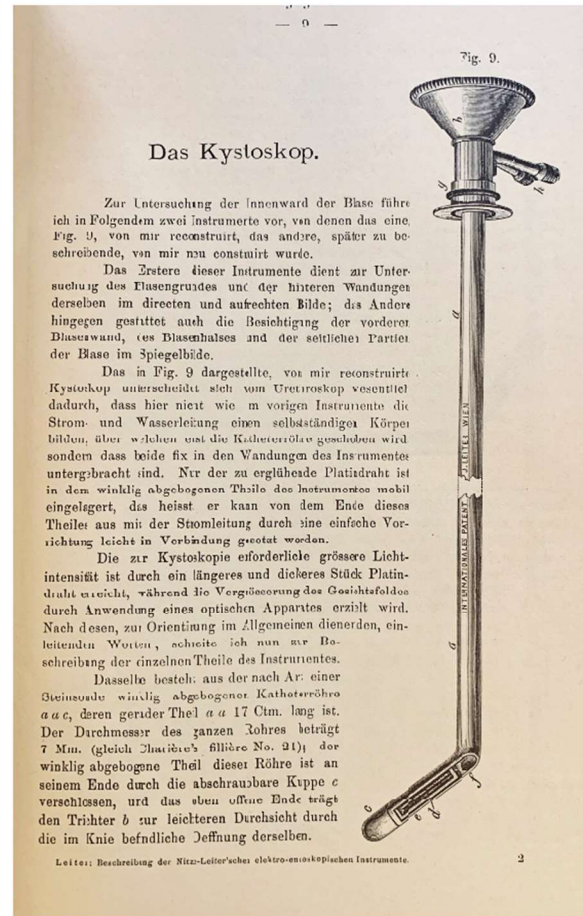 — 9 —
Fig. 9.
Das Kystoskop.
Zur Untersuchung der Innenwand der Blase führe
ich in Folgendem zwei Instrumente vor, von denen das eine,
Fig. 9, von mir reconstruirt, das andere, später zu be-
schreibende, von mir neu construirt wurde.
Das Erstere dieser Instrumente dient zur Unter-
suchung des Blasengrundes und der hinteren Wandungen
derselben im directen und aufrechten Bilde; das Andere
hingegen gestattet auch die Besichtigung der vorderen
Blasenwand, des Blasenhalses und der seitlichen Partien
der Blase im Spiegelbilde.
Das in Fig. 9 dargestellte, von mir reconstruirte
Kystoskop unterscheidet sich vom Urethroskop wesentlich
dadurch, dass hier nicht wie im vorigen Instrumente die
Strom- und Wasserleitung einen selbstständigen Körper
bilden, über welchen erst die Katheterröhre geschoben wird
sondern dass beide fix in den Wandungen des Instrumentes
untergebracht sind. Nur der zu erglühende Platindraht ist
in dem winklig abgebogenen Theile des Instrumentes mobil
eingelagert, das heisst er kann von dem Ende dieses
Theiles aus mit der Stromleitung durch eine einfache Vor-
richtung leicht in Verbindung gesetzt werden.
Die zur Kystoskopie erforderliche grössere Licht-
intensität ist durch ein längeres und dickeres Stück Platin-
draht erreicht, während die Vergrösserung des Gesichtsfeldes
durch Anwendung eines optischen Apparates erzielt wird.
Nach diesen, zur Orientirung im Allgemeinen dienenden, ein-
leitenden Worten, schreite ich nun zur Be-
schreibung der einzelnen Theile des Instrumentes.
Dasselbe besteht aus der nach Art einer
Steinsonde winklig abgebogenen Katheterröhre
a a c, deren gerader Theil a a 17 Ctm. lang ist.
Der Durchmesser des ganzen Rohres beträgt
7 Mm. (gleich Charière's fillière No. 21); der
winklig abgebogene Theil dieser Röhre ist an
seinem Ende durch die abschraubbare Kappe c
verschlossen, und das oben offene Ende trägt
den Trichter b zur leichteren Durchsicht durch
die im Knie befindliche Oeffnung derselben.
h
g
h
a
J. LEITER WIEN
INTERNATIONALES PATENT
a
f
e
d
c
Leiter: Beschreibung der Nitze-Leiter'schen elektro-endoskopischen Instrumente.
2